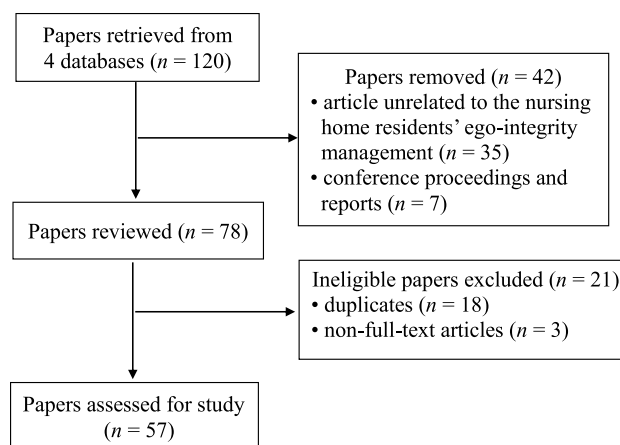 Papers retrieved from
4 databases (n = 120)
Papers removed (n = 42)
• article unrelated to the nursing
home residents’ ego-integrity
management (n = 35)
• conference proceedings and
reports (n = 7)
Papers reviewed (n = 78)
Ineligible papers excluded (n = 21)
• duplicates (n = 18)
• non-full-text articles (n = 3)
Papers assessed for study
(n = 57)